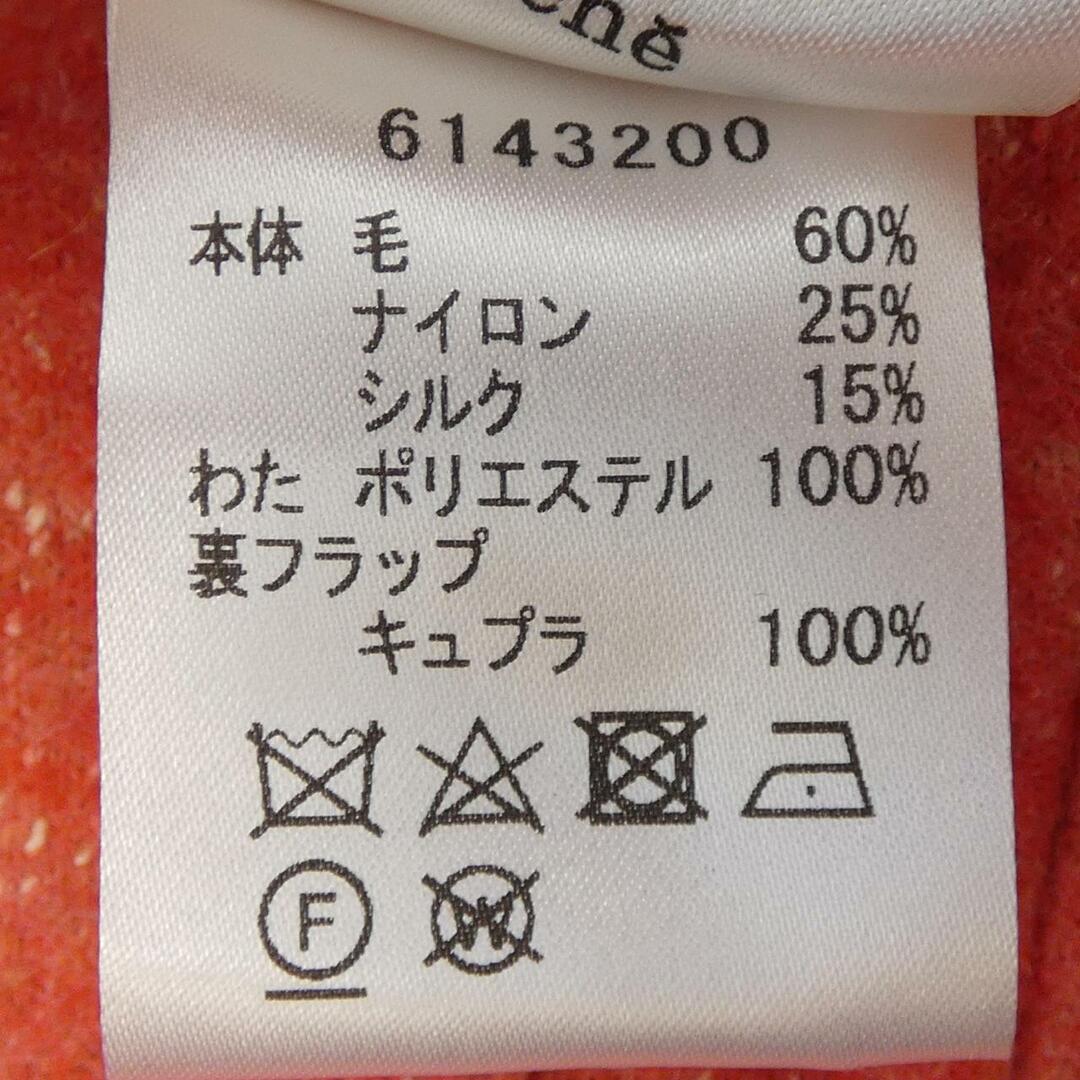 6143200
本体 毛 60%
ナイロン 25%
シルク 15%
わた ポリエステル 100%
裏フラップ
キュプラ 100%
F
W